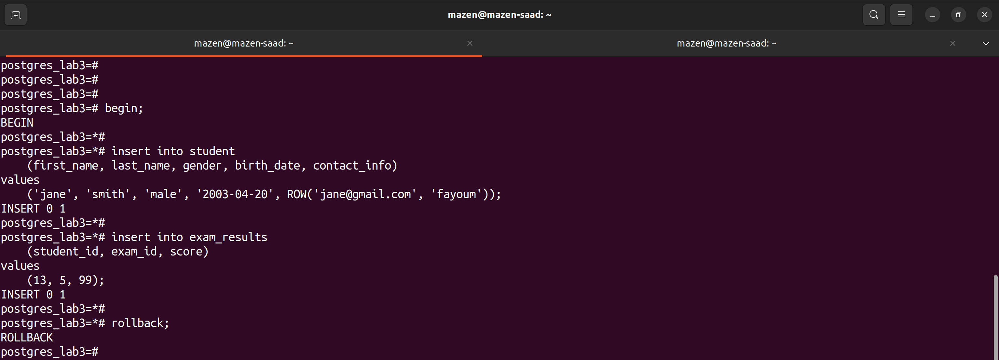 mazen@mazen-saad: ~
mazen@mazen-saad: ~
mazen@mazen-saad: ~
postgres_lab3=#
postgres_lab3=#
postgres_lab3=#
postgres_lab3=# begin;
BEGIN
postgres_lab3=*#
postgres_lab3=*# insert into student
    (first_name, last_name, gender, birth_date, contact_info)
values
    ('jane', 'smith', 'male', '2003-04-20', ROW('jane@gmail.com', 'fayoum'));
INSERT 0 1
postgres_lab3=*#
postgres_lab3=*# insert into exam_results
    (student_id, exam_id, score)
values
    (13, 5, 99);
INSERT 0 1
postgres_lab3=*#
postgres_lab3=*# rollback;
ROLLBACK
postgres_lab3=#